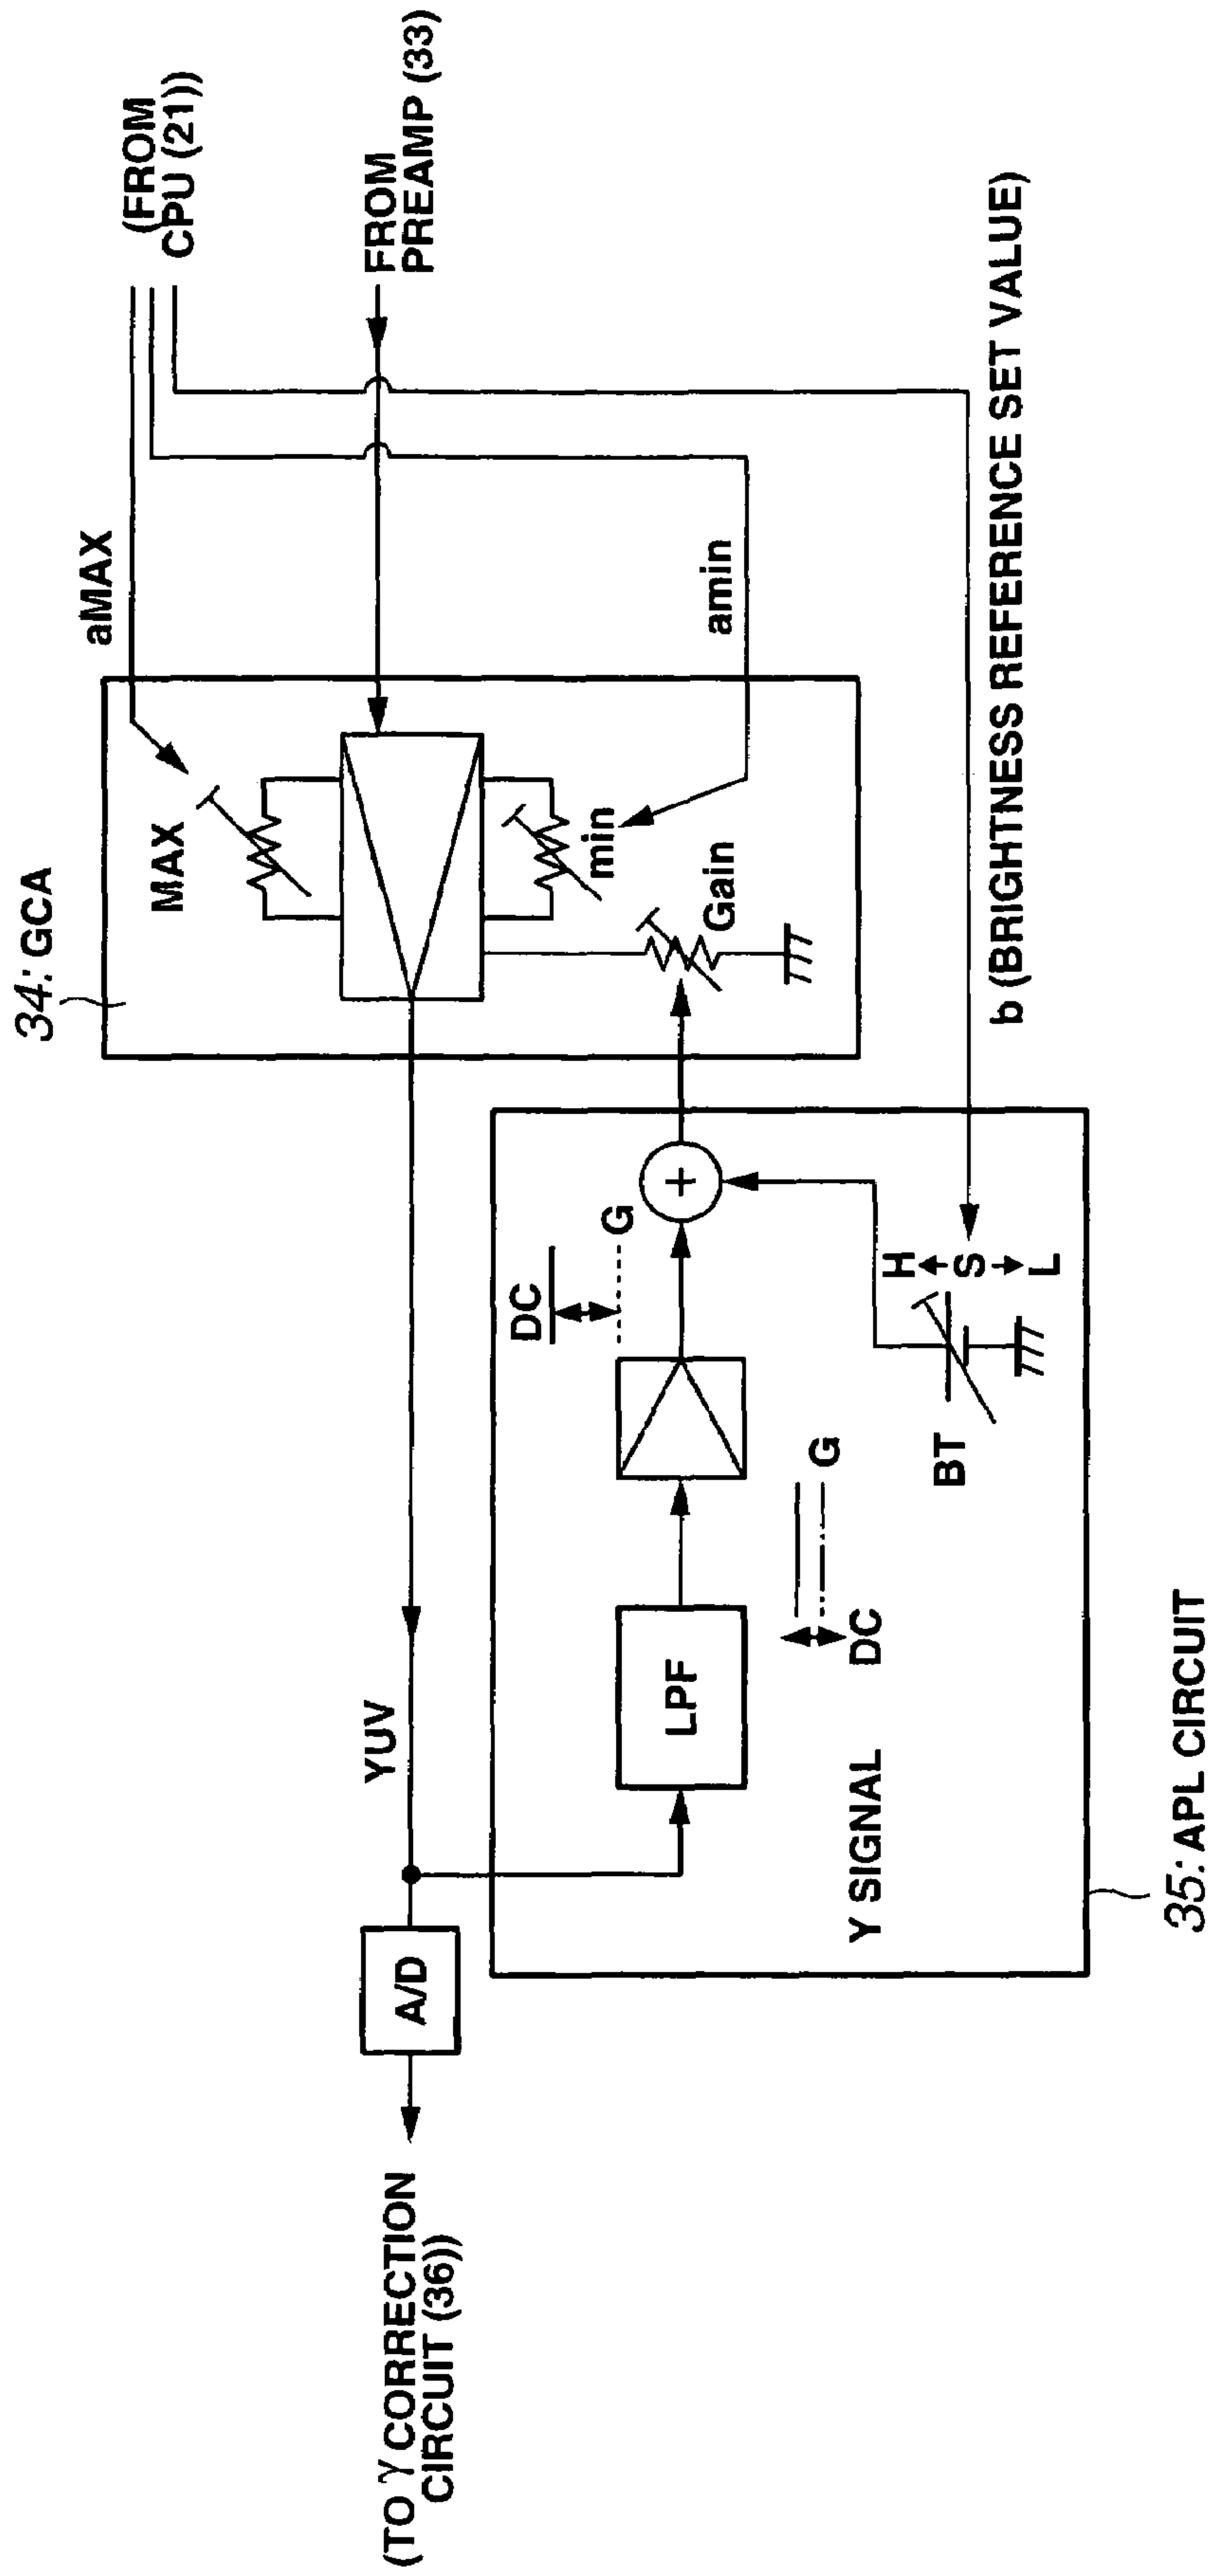 (FROM
CPU (21))
FROM
PREAMP (33)
aMAX
amin
b (BRIGHTNESS REFERENCE SET VALUE)
34: GCA
MAX
min
Gain
YUV
A/D
(TO γ CORRECTION
CIRCUIT (36))
DC
G
+
H
S
L
BT
G
DC
LPF
Y SIGNAL
35: APL CIRCUIT